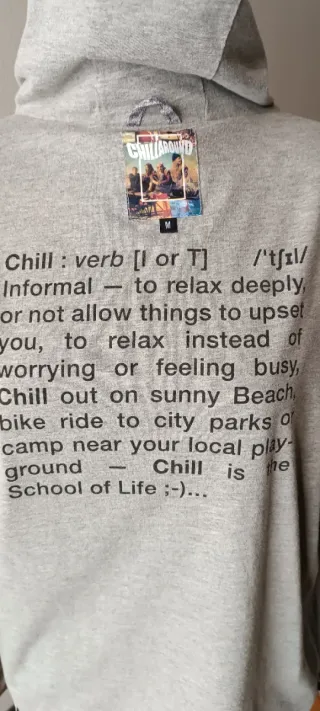 CHILLAROUND
M
Chill : verb [I or T] /'tʃɪl/
Informal — to relax deeply,
or not allow things to upset
you, to relax instead of
worrying or feeling busy,
Chill out on sunny Beach,
bike ride to city parks or
camp near your local play-
ground — Chill is the
School of Life ;-)...